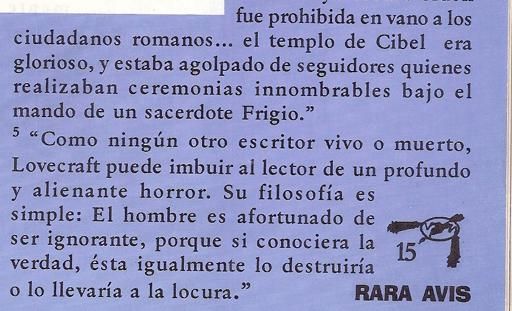 fue prohibida en vano a los
ciudadanos romanos... el templo de Cibel era
glorioso, y estaba agolpado de seguidores quienes
realizaban ceremonias innombrables bajo el
mando de un sacerdote Frigio.”
⁵ “Como ningún otro escritor vivo o muerto,
Lovecraft puede imbuir al lector de un profundo
y alienante horror. Su filosofía es
simple: El hombre es afortunado de
ser ignorante, porque si conociera la
verdad, ésta igualmente lo destruiría
o lo llevaría a la locura.”
15
RARA AVIS